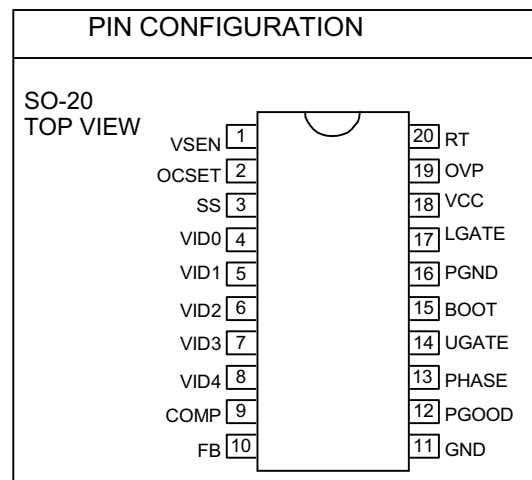 PIN CONFIGURATION
SO-20
TOP VIEW
VSEN 1
OCSET 2
SS 3
VID0 4
VID1 5
VID2 6
VID3 7
VID4 8
COMP 9
FB 10
20 RT
19 OVP
18 VCC
17 LGATE
16 PGND
15 BOOT
14 UGATE
13 PHASE
12 PGOOD
11 GND